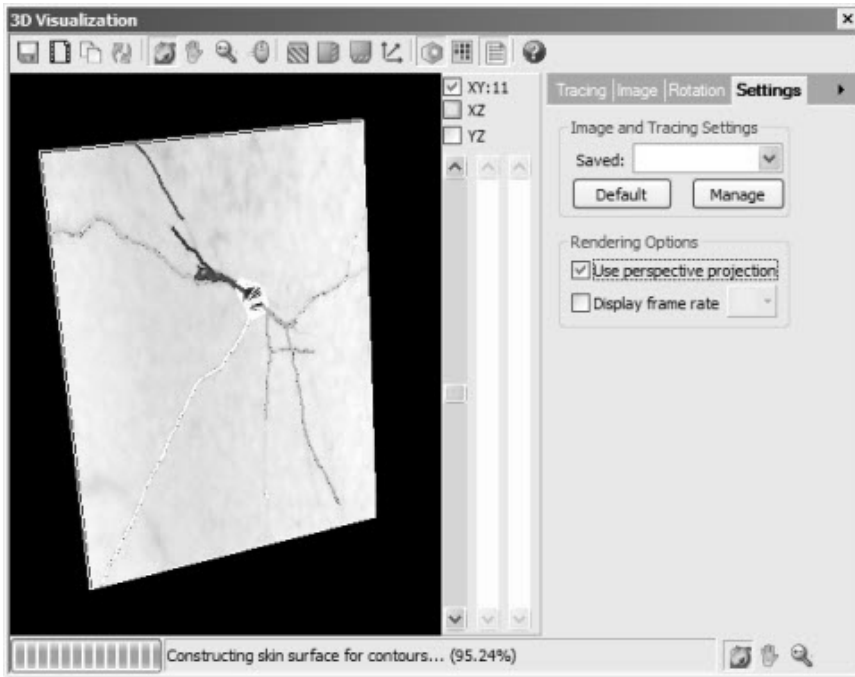 3D Visualization
XY:11
XZ
YZ
Tracing Image Rotation Settings
Image and Tracing Settings
Saved:
Default Manage
Rendering Options
Use perspective projection
Display frame rate
Constructing skin surface for contours... (95.24%)